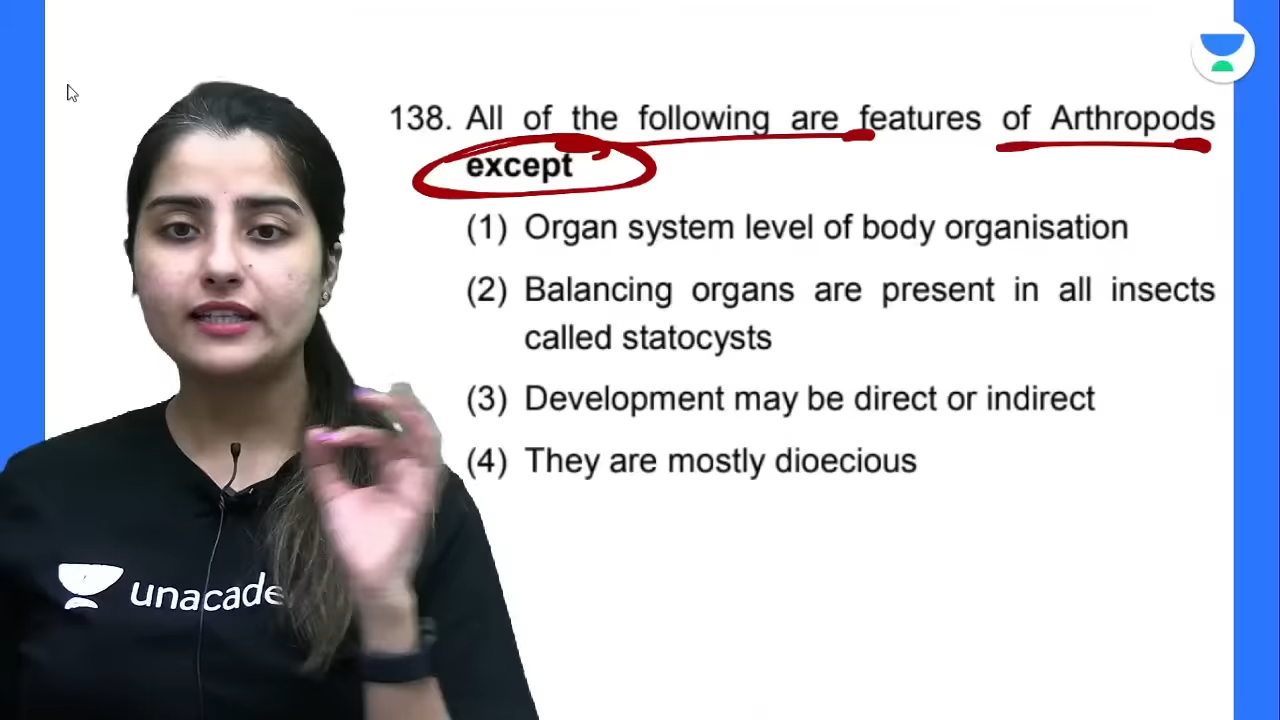 138. All of the following are features of Arthropods
except
(1) Organ system level of body organisation
(2) Balancing organs are present in all insects
called statocysts
(3) Development may be direct or indirect
(4) They are mostly dioecious
unacade